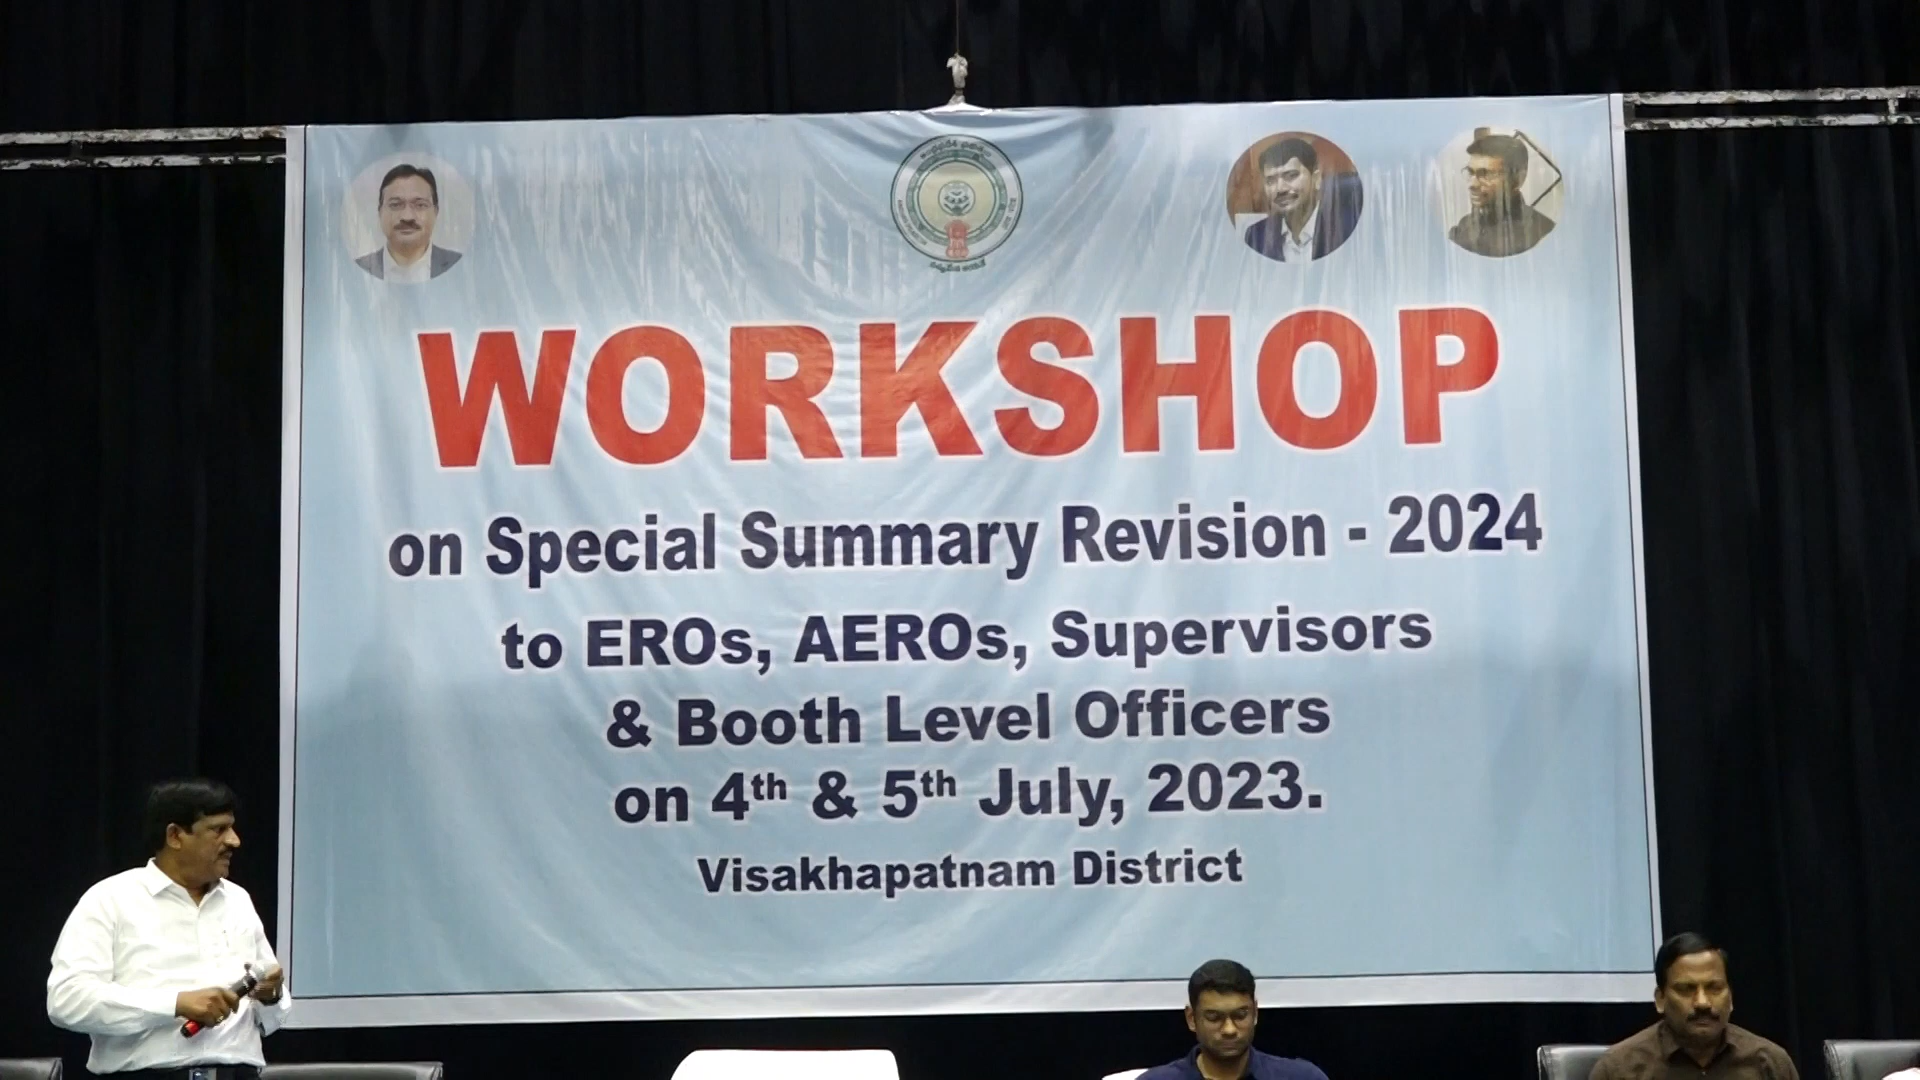 WORKSHOP
on Special Summary Revision - 2024
to EROs, AEROs, Supervisors
& Booth Level Officers
on 4th & 5th July, 2023.
Visakhapatnam District